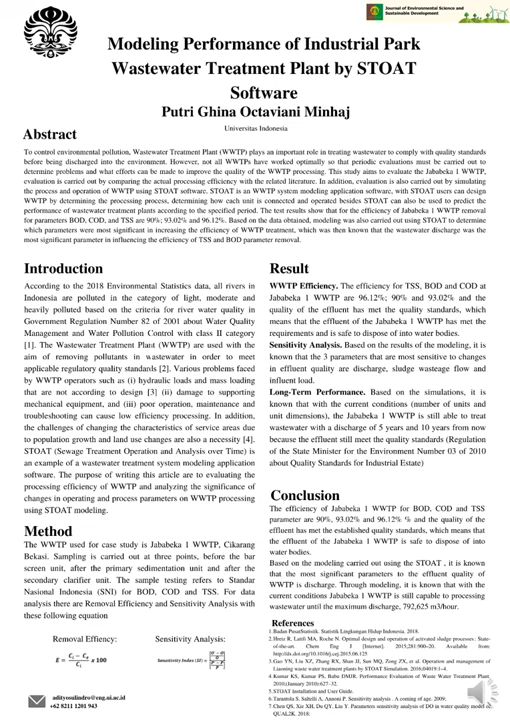 Journal of Environmental Science and
Sustainable Development
Modeling Performance of Industrial Park
Wastewater Treatment Plant by STOAT
Software
Putri Ghina Octaviani Minhaj
Universitas Indonesia
Abstract
To control environmental pollution, Wastewater Treatment Plant (WWTP) plays an important role in treating wastewater to comply with quality standards
before being discharged into the environment. However, not all WWTPs have worked optimally so that periodic evaluations must be carried out to
determine problems and what efforts can be made to improve the quality of the WWTP processing. This study aims to evaluate the Jababeka 1 WWTP,
evaluation is carried out by comparing the actual processing efficiency with the related literature. In addition, evaluation is also carried out by simulating
the process and operation of WWTP using STOAT software. STOAT is an WWTP system modeling application software, with STOAT users can design
WWTP by determining the processing process, determining how each unit is connected and operated besides STOAT can also be used to predict the
performance of wastewater treatment plants according to the specified period. The test results show that for the efficiency of Jababeka 1 WWTP removal
for parameters BOD, COD, and TSS are 90%; 93.02% and 96.12%. Based on the data obtained, modeling was also carried out using STOAT to determine
which parameters were most significant in increasing the efficiency of WWTP treatment, which was then known that the wastewater discharge was the
most significant parameter in influencing the efficiency of TSS and BOD parameter removal.
Introduction
According to the 2018 Environmental Statistics data, all rivers in
Indonesia are polluted in the category of light, moderate and
heavily polluted based on the criteria for river water quality in
Government Regulation Number 82 of 2001 about Water Quality
Management and Water Pollution Control with class II category
[1]. The Wastewater Treatment Plant (WWTP) are used with the
aim of removing pollutants in wastewater in order to meet
applicable regulatory quality standards [2]. Various problems faced
by WWTP operators such as (i) hydraulic loads and mass loading
that are not according to design [3] (ii) damage to supporting
mechanical equipment, and (iii) poor operation, maintenance and
troubleshooting can cause low efficiency processing. In addition,
the challenges of changing the characteristics of service areas due
to population growth and land use changes are also a necessity [4].
STOAT (Sewage Treatment Operation and Analysis over Time) is
an example of a wastewater treatment system modeling application
software. The purpose of writing this article are to evaluating the
processing efficiency of WWTP and analyzing the significance of
changes in operating and process parameters on WWTP processing
using STOAT modeling.
Method
The WWTP used for case study is Jababeka 1 WWTP, Cikarang
Bekasi. Sampling is carried out at three points, before the bar
screen unit, after the primary sedimentation unit and after the
secondary clarifier unit. The sample testing refers to Standar
Nasional Indonesia (SNI) for BOD, COD and TSS. For data
analysis there are Removal Efficiency and Sensitivity Analysis with
these following equation
Removal Effiency:
Sensitivity Analysis:
adityosulindro@eng.ui.ac.id
+62 8211 1201 943
Result
WWTP Efficiency. The efficiency for TSS, BOD and COD at
Jababeka 1 WWTP are 96.12%; 90% and 93.02% and the
quality of the effluent has met the quality standards, which
means that the effluent of the Jababeka 1 WWTP has met the
requirements and is safe to dispose of into water bodies.
Sensitivity Analysis. Based on the results of the modeling, it is
known that the 3 parameters that are most sensitive to changes
in effluent quality are discharge, sludge wasteage flow and
influent load.
Long-Term Performance. Based on the simulations, it is
known that with the current conditions (number of units and
unit dimensions), the Jababeka 1 WWTP is still able to treat
wastewater with a discharge of 5 years and 10 years from now
because the effluent still meet the quality standards (Regulation
of the State Minister for the Environment Number 03 of 2010
about Quality Standards for Industrial Estate)
Conclusion
The efficiency of Jababeka 1 WWTP for BOD, COD and TSS
parameter are 90%, 93.02% and 96.12% % and the quality of the
effluent has met the established quality standards, which means that
the effluent of the Jababeka 1 WWTP is safe to dispose of into
water bodies.
Based on the modeling carried out using the STOAT , it is known
that the most significant parameters to the effluent quality of
WWTP is discharge. Through modeling, it is known that with the
current conditions Jababeka 1 WWTP is still capable to processing
wastewater until the maximum discharge, 792,625 m3/hour.
References
1. Badan PusatStatistik. Statistik Lingkungan Hidup Indonesia. 2018.
of-the-art. Chem Eng J [Internet]. 2015;281:900–20. Available from:
5. STOAT Installation and User Guide.
6. Tarantola S, Saltelli A, Annoni P. Sensitivity analysis . A coming of age. 2009;
QUAL2K. 2018.